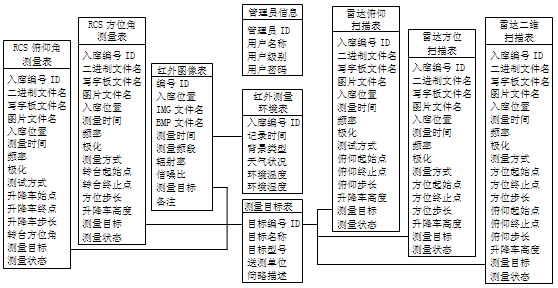 RCS 俯仰角
测量表
入库编号 ID
二进制文件名
写字板文件名
图片文件名
入库位置
测量时间
频率
极化
测试方式
升降车始点
升降车终点
升降车步长
转台方位角
测量目标
测量状态
RCS 方位角
测量表
入库编号 ID
二进制文件名
写字板文件名
图片文件名
入库位置
测量时间
频率
极化
测量方式
转台起始点
转台终止点
方位步长
升降车高度
测量目标
测量状态
红外图像表
编号 ID
入库位置
IMG 文件名
BMP 文件名
测量时间
测量频段
辐射率
信噪比
测量目标
备注
管理员信息
管理员 ID
用户名称
用户级别
用户密码
红外测量
环境表
入库编号 ID
记录时间
背景类型
天气状况
环境温度
环境湿度
测量目标表
目标编号 ID
目标名称
目标型号
送测单位
简略描述
雷达俯仰
扫描表
入库编号 ID
二进制文件名
写字板文件名
图片文件名
入库位置
测量时间
频率
极化
测量方式
俯仰起始点
俯仰终止点
俯仰步长
升降车高度
测量目标
测量状态
雷达方位
扫描表
入库编号 ID
二进制文件名
写字板文件名
图片文件名
入库位置
测量时间
频率
极化
测量方式
方位起始点
方位终止点
方位步长
升降车高度
测量目标
测量状态
雷达二维
扫描表
入库编号 ID
二进制文件名
写字板文件名
图片文件名
入库位置
测量时间
频率
极化
测量方式
方位起始点
方位终止点
方位步长
俯仰起始点
俯仰终止点
俯仰步长
升降车高度
测量目标
测量状态